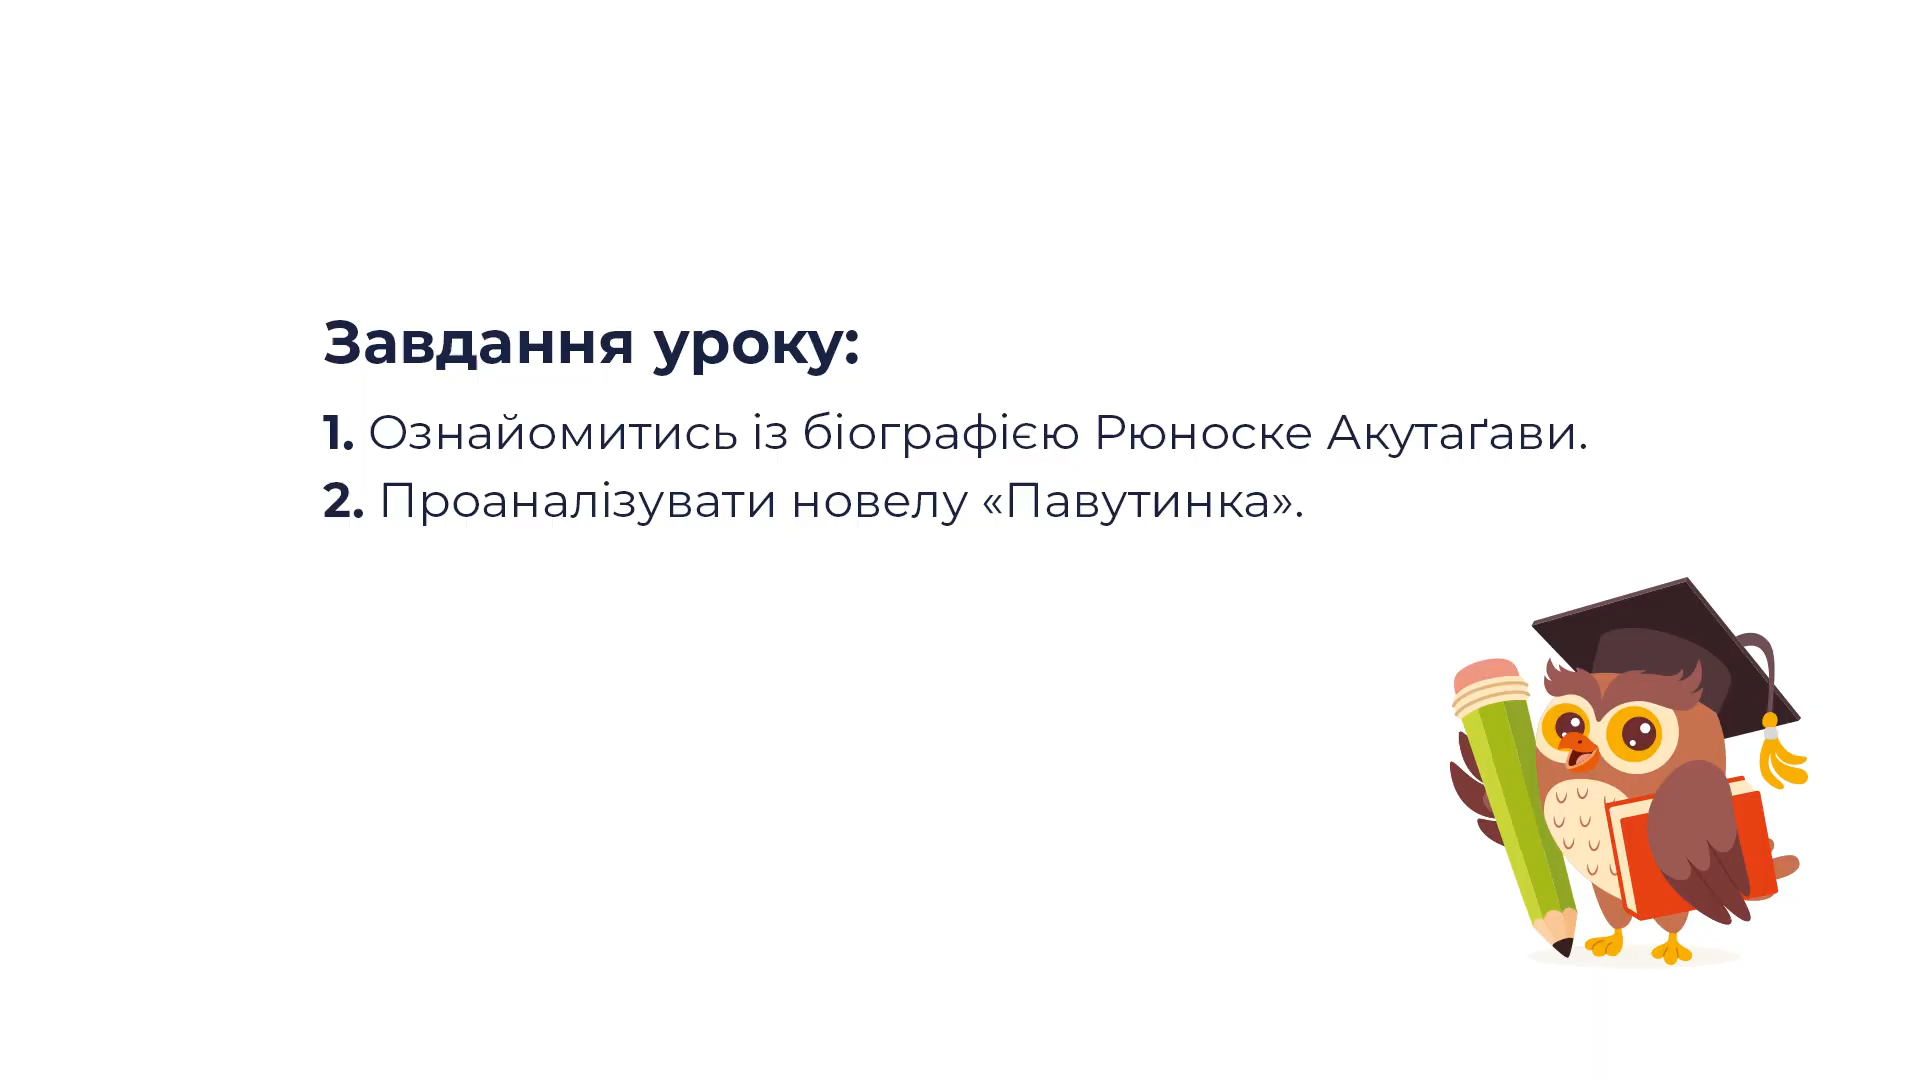 Завдання уроку:
1. Ознайомитись із біографією Рюноске Акутаґави.
2. Проаналізувати новелу «Павутинка».